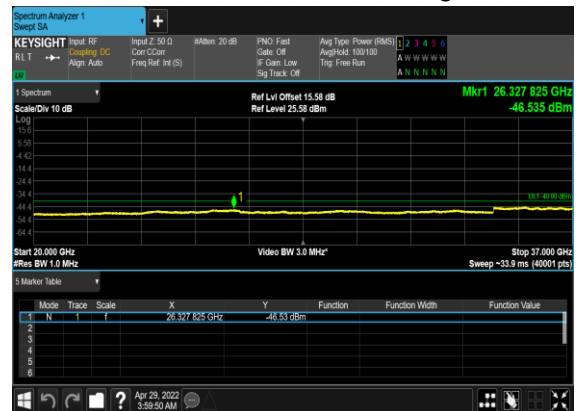 Spectrum Analyzer 1
Swept SA
KEYSIGHT Input: RF Input Z: 50 Ω #Atten: 20 dB PNO: Fast Avg Type: Power (RMS) 1 2 3 4 5 6
RLT Coupling: DC Corr CCorr Gate: Off Avg|Hold: 100/100 A W W W W W
Align: Auto Freq Ref: Int (S) IF Gain: Low Trig: Free Run
Sig Track: Off A N N N N N
1 Spectrum Ref Lvl Offset 15.58 dB Mkr1 26.327 825 GHz
Scale/Div 10 dB Ref Level 25.58 dBm -46.535 dBm
Log
15.6
5.58
-4.42
-14.4
-24.4
-34.4
1
-44.4
-54.4
-64.4
Start 20.000 GHz Video BW 3.0 MHz* Stop 37.000 GHz
#Res BW 1.0 MHz Sweep ~33.9 ms (40001 pts)
5 Marker Table
Mode Trace Scale X Y Function Function Width Function Value
1 N 1 f 26.327 825 GHz -46.53 dBm
2
3
4
5
6
? Apr 29, 2022
3:59:50 AM